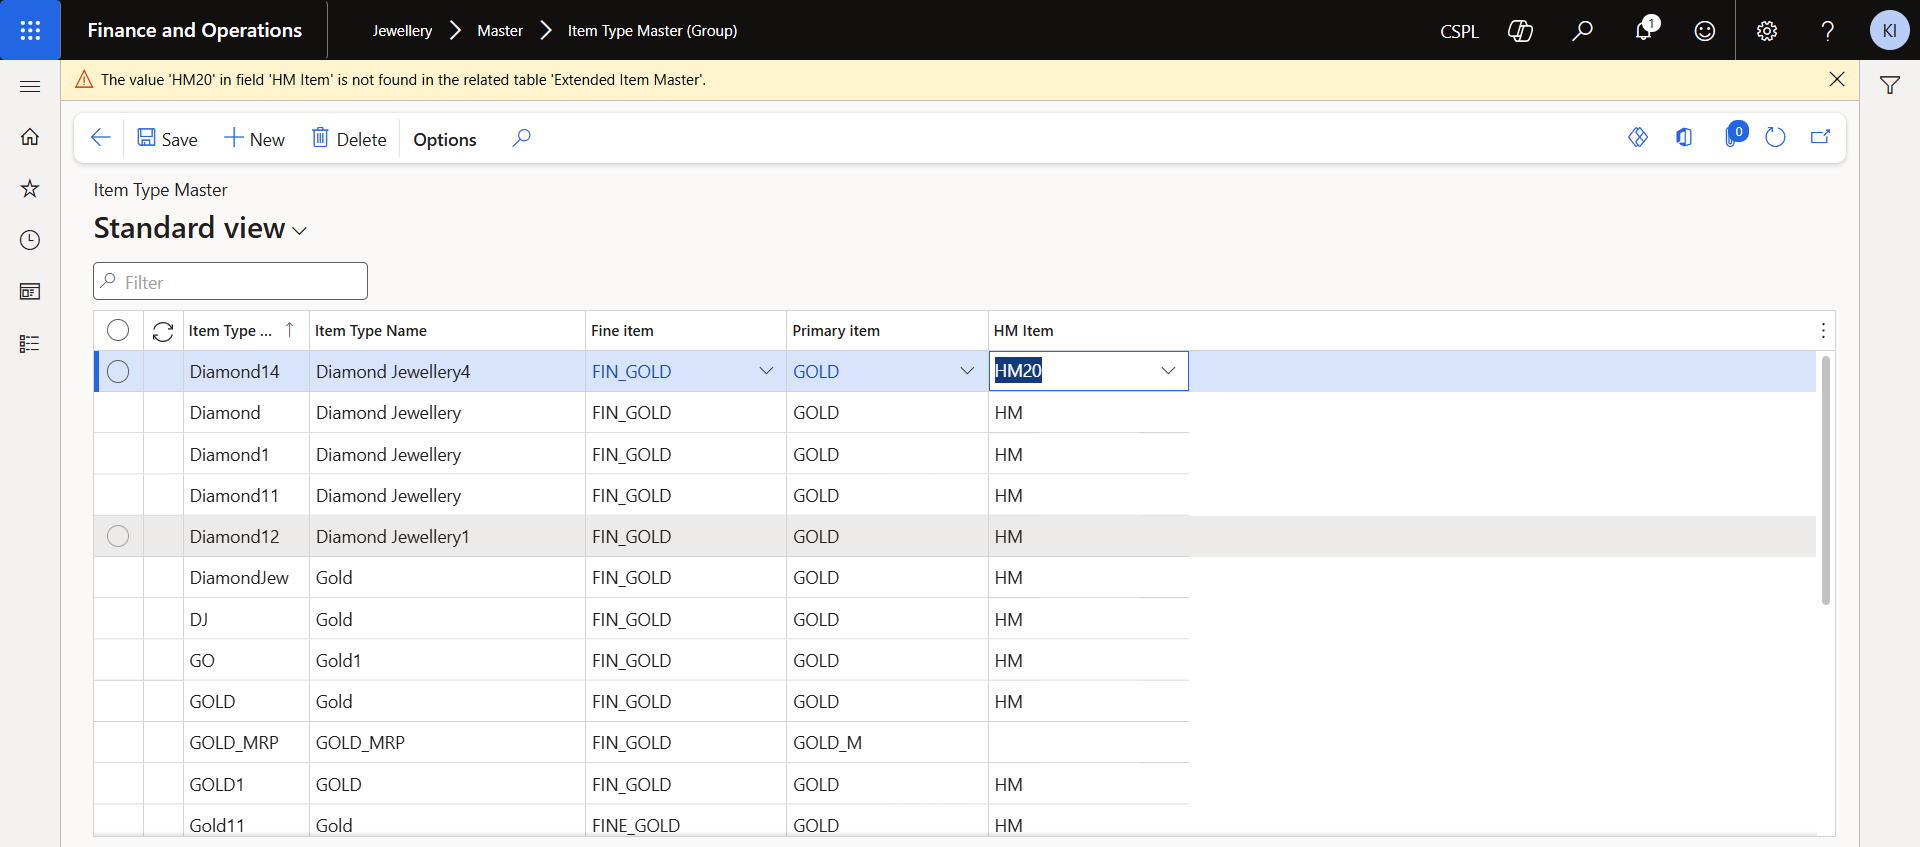 Finance and Operations
Jewellery > Master > Item Type Master (Group)
CSPL
1
?
KI
The value 'HM20' in field 'HM Item' is not found in the related table 'Extended Item Master'.
Save New Delete Options
0
Item Type Master
Standard view
Filter
Item Type ... ↑ Item Type Name Fine item Primary item HM Item
Diamond14 Diamond Jewellery4 FIN_GOLD GOLD HM20
Diamond Diamond Jewellery FIN_GOLD GOLD HM
Diamond1 Diamond Jewellery FIN_GOLD GOLD HM
Diamond11 Diamond Jewellery FIN_GOLD GOLD HM
Diamond12 Diamond Jewellery1 FIN_GOLD GOLD HM
DiamondJew Gold FIN_GOLD GOLD HM
DJ Gold FIN_GOLD GOLD HM
GO Gold1 FIN_GOLD GOLD HM
GOLD Gold FIN_GOLD GOLD HM
GOLD_MRP GOLD_MRP FIN_GOLD GOLD_M
GOLD1 GOLD FIN_GOLD GOLD HM
Gold11 Gold FINE_GOLD GOLD HM